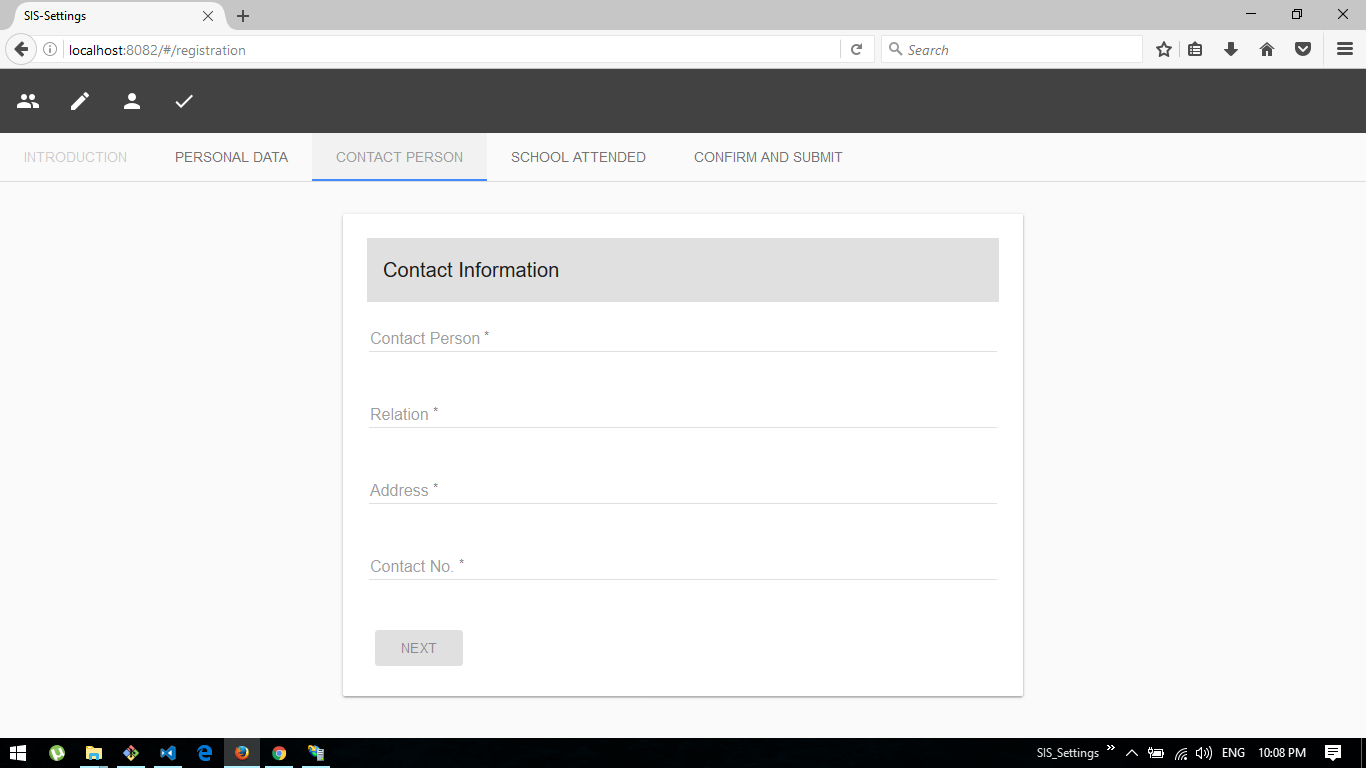 SIS-Settings
localhost:8082/#/registration
Search
INTRODUCTION PERSONAL DATA CONTACT PERSON SCHOOL ATTENDED CONFIRM AND SUBMIT
Contact Information
Contact Person *
Relation *
Address *
Contact No. *
NEXT
SIS_Settings ENG 10:08 PM